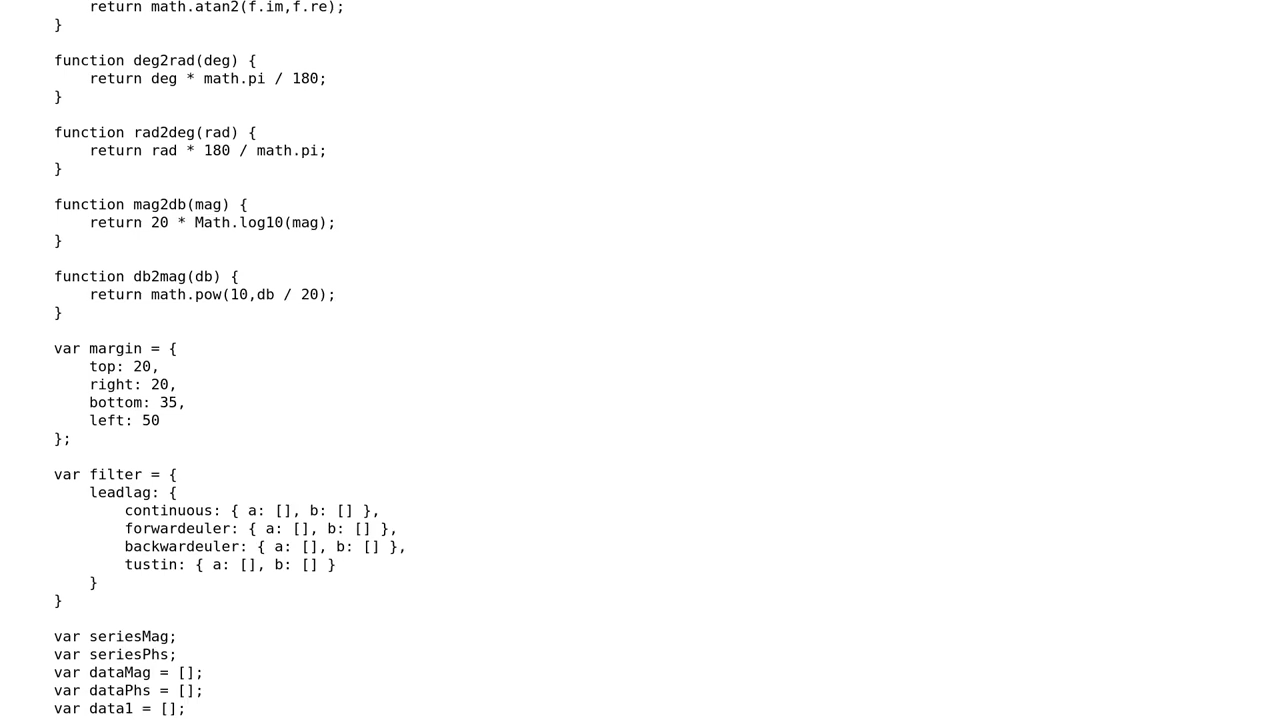 return math.atan2(f.im,f.re);
}
function deg2rad(deg) {
return deg * math.pi / 180;
}
function rad2deg(rad) {
return rad * 180 / math.pi;
}
function mag2db(mag) {
return 20 * Math.log10(mag);
}
function db2mag(db) {
return math.pow(10,db / 20);
}
var margin = {
top: 20,
right: 20,
bottom: 35,
left: 50
};
var filter = {
leadlag: {
continuous: { a: [], b: [] },
forwardeuler: { a: [], b: [] },
backwardeuler: { a: [], b: [] },
tustin: { a: [], b: [] }
}
}
var seriesMag;
var seriesPhs;
var dataMag = [];
var dataPhs = [];
var data1 = [];